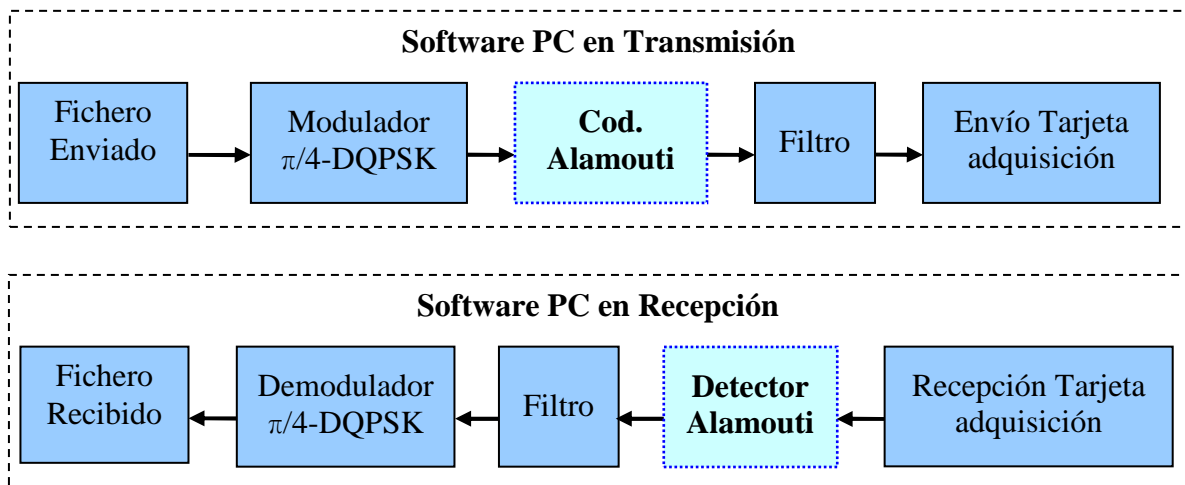 Software PC en Transmisión
Fichero
Enviado
Modulador
π/4-DQPSK
Cod.
Alamouti
Filtro
Envío Tarjeta
adquisición
Software PC en Recepción
Fichero
Recibido
Demodulador
π/4-DQPSK
Filtro
Detector
Alamouti
Recepción Tarjeta
adquisición